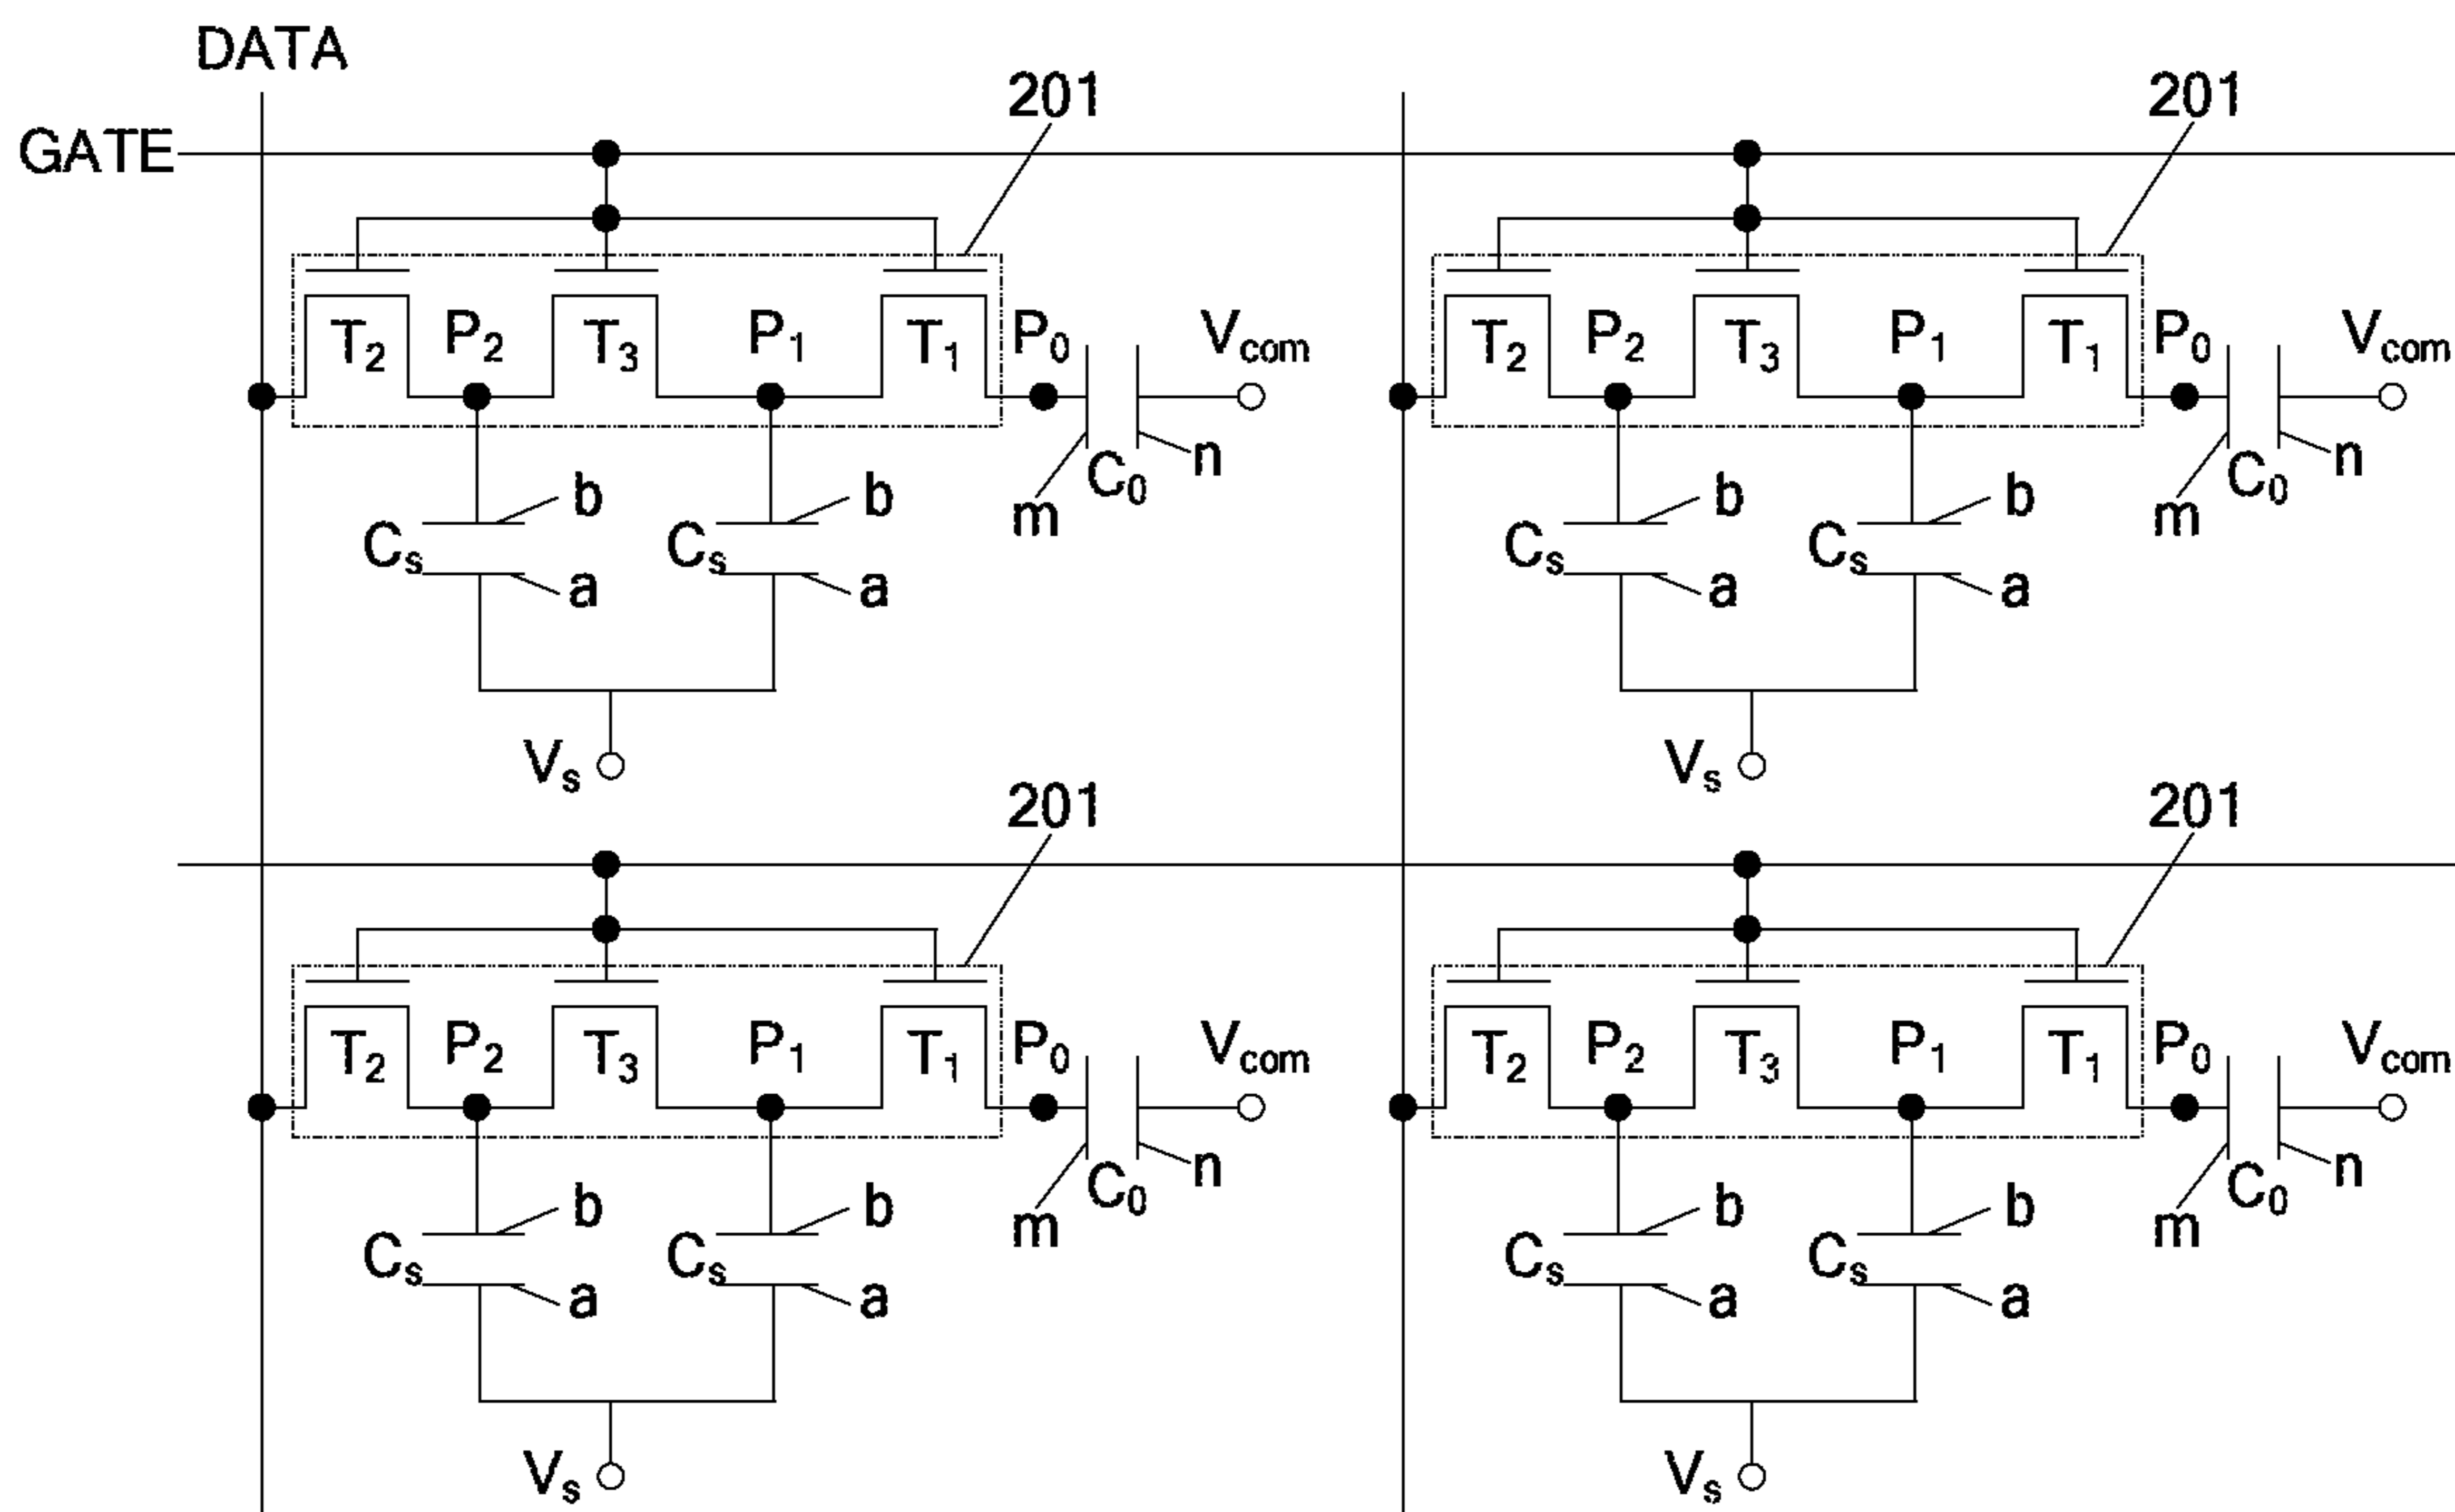 DATA
201 201
GATE
T2 P2 T3 P1 T1 P0 Vcom T2 P2 T3 P1 T1 P0 Vcom
b b m C0 n b b m C0 n
Cs Cs Cs Cs
a a a a
Vs Vs
201 201
T2 P2 T3 P1 T1 P0 Vcom T2 P2 T3 P1 T1 P0 Vcom
b b m C0 n b b m C0 n
Cs Cs Cs Cs
a a a a
Vs Vs